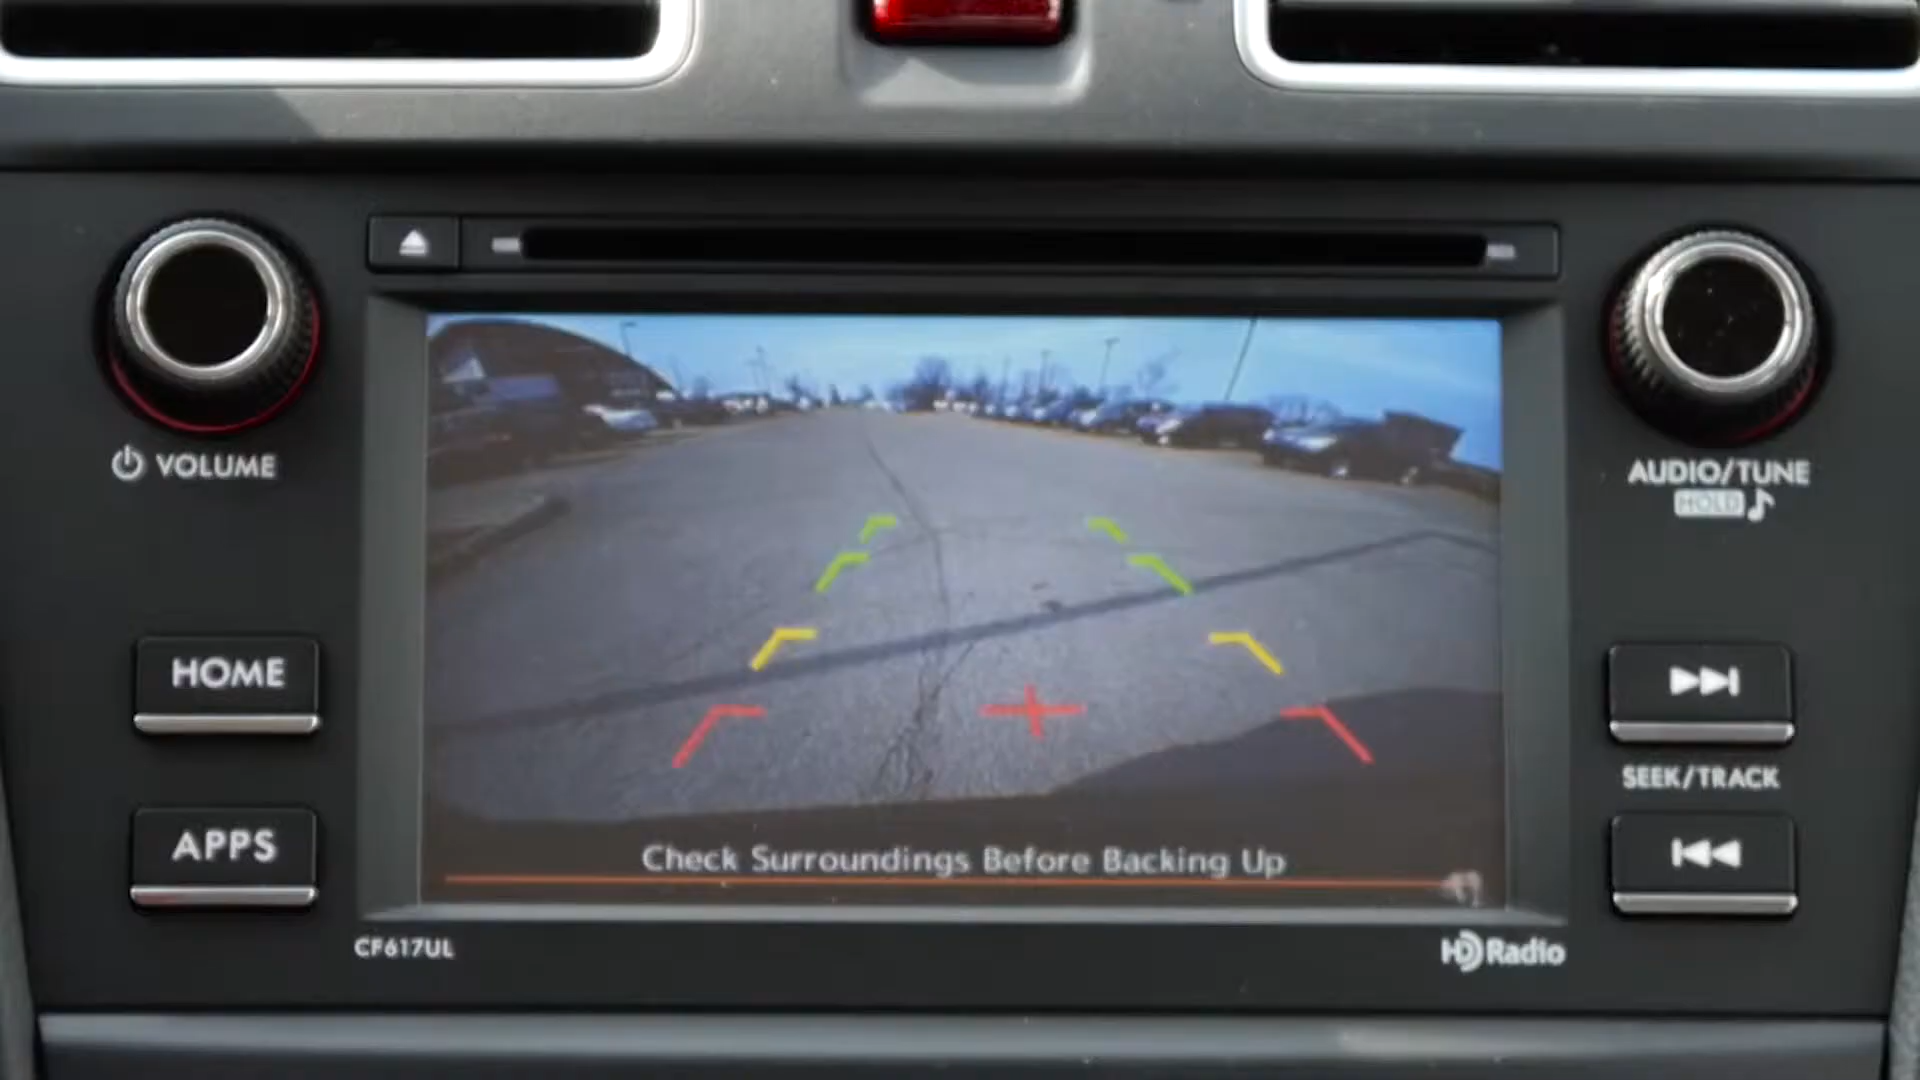 VOLUME
AUDIO/TUNE
HOLD
HOME
APPS
SEEK/TRACK
Check Surroundings Before Backing Up
CF617UL
HD Radio